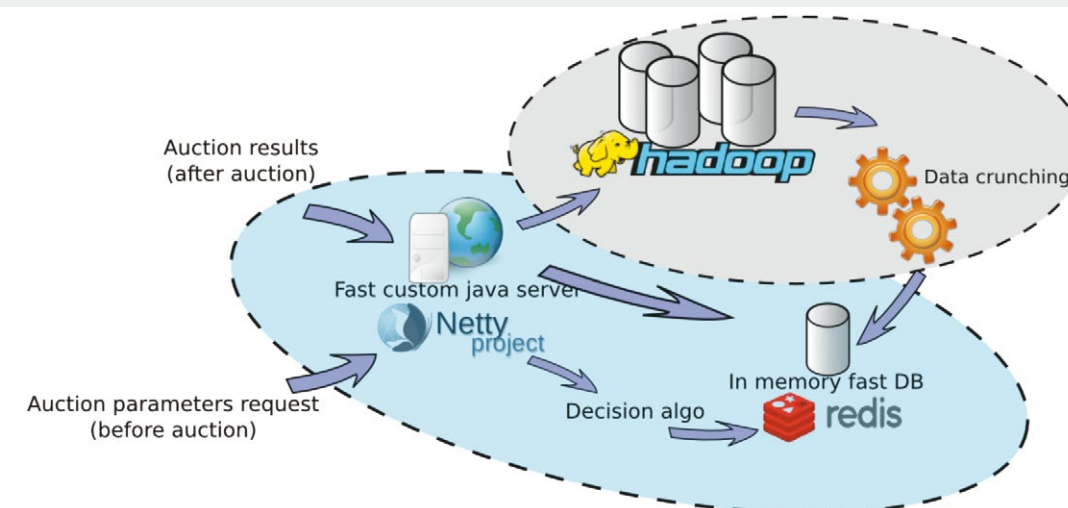 Auction results
(after auction)
hadoop
Data crunching
Fast custom java server
Netty
project
In memory fast DB
redis
Decision algo
Auction parameters request
(before auction)